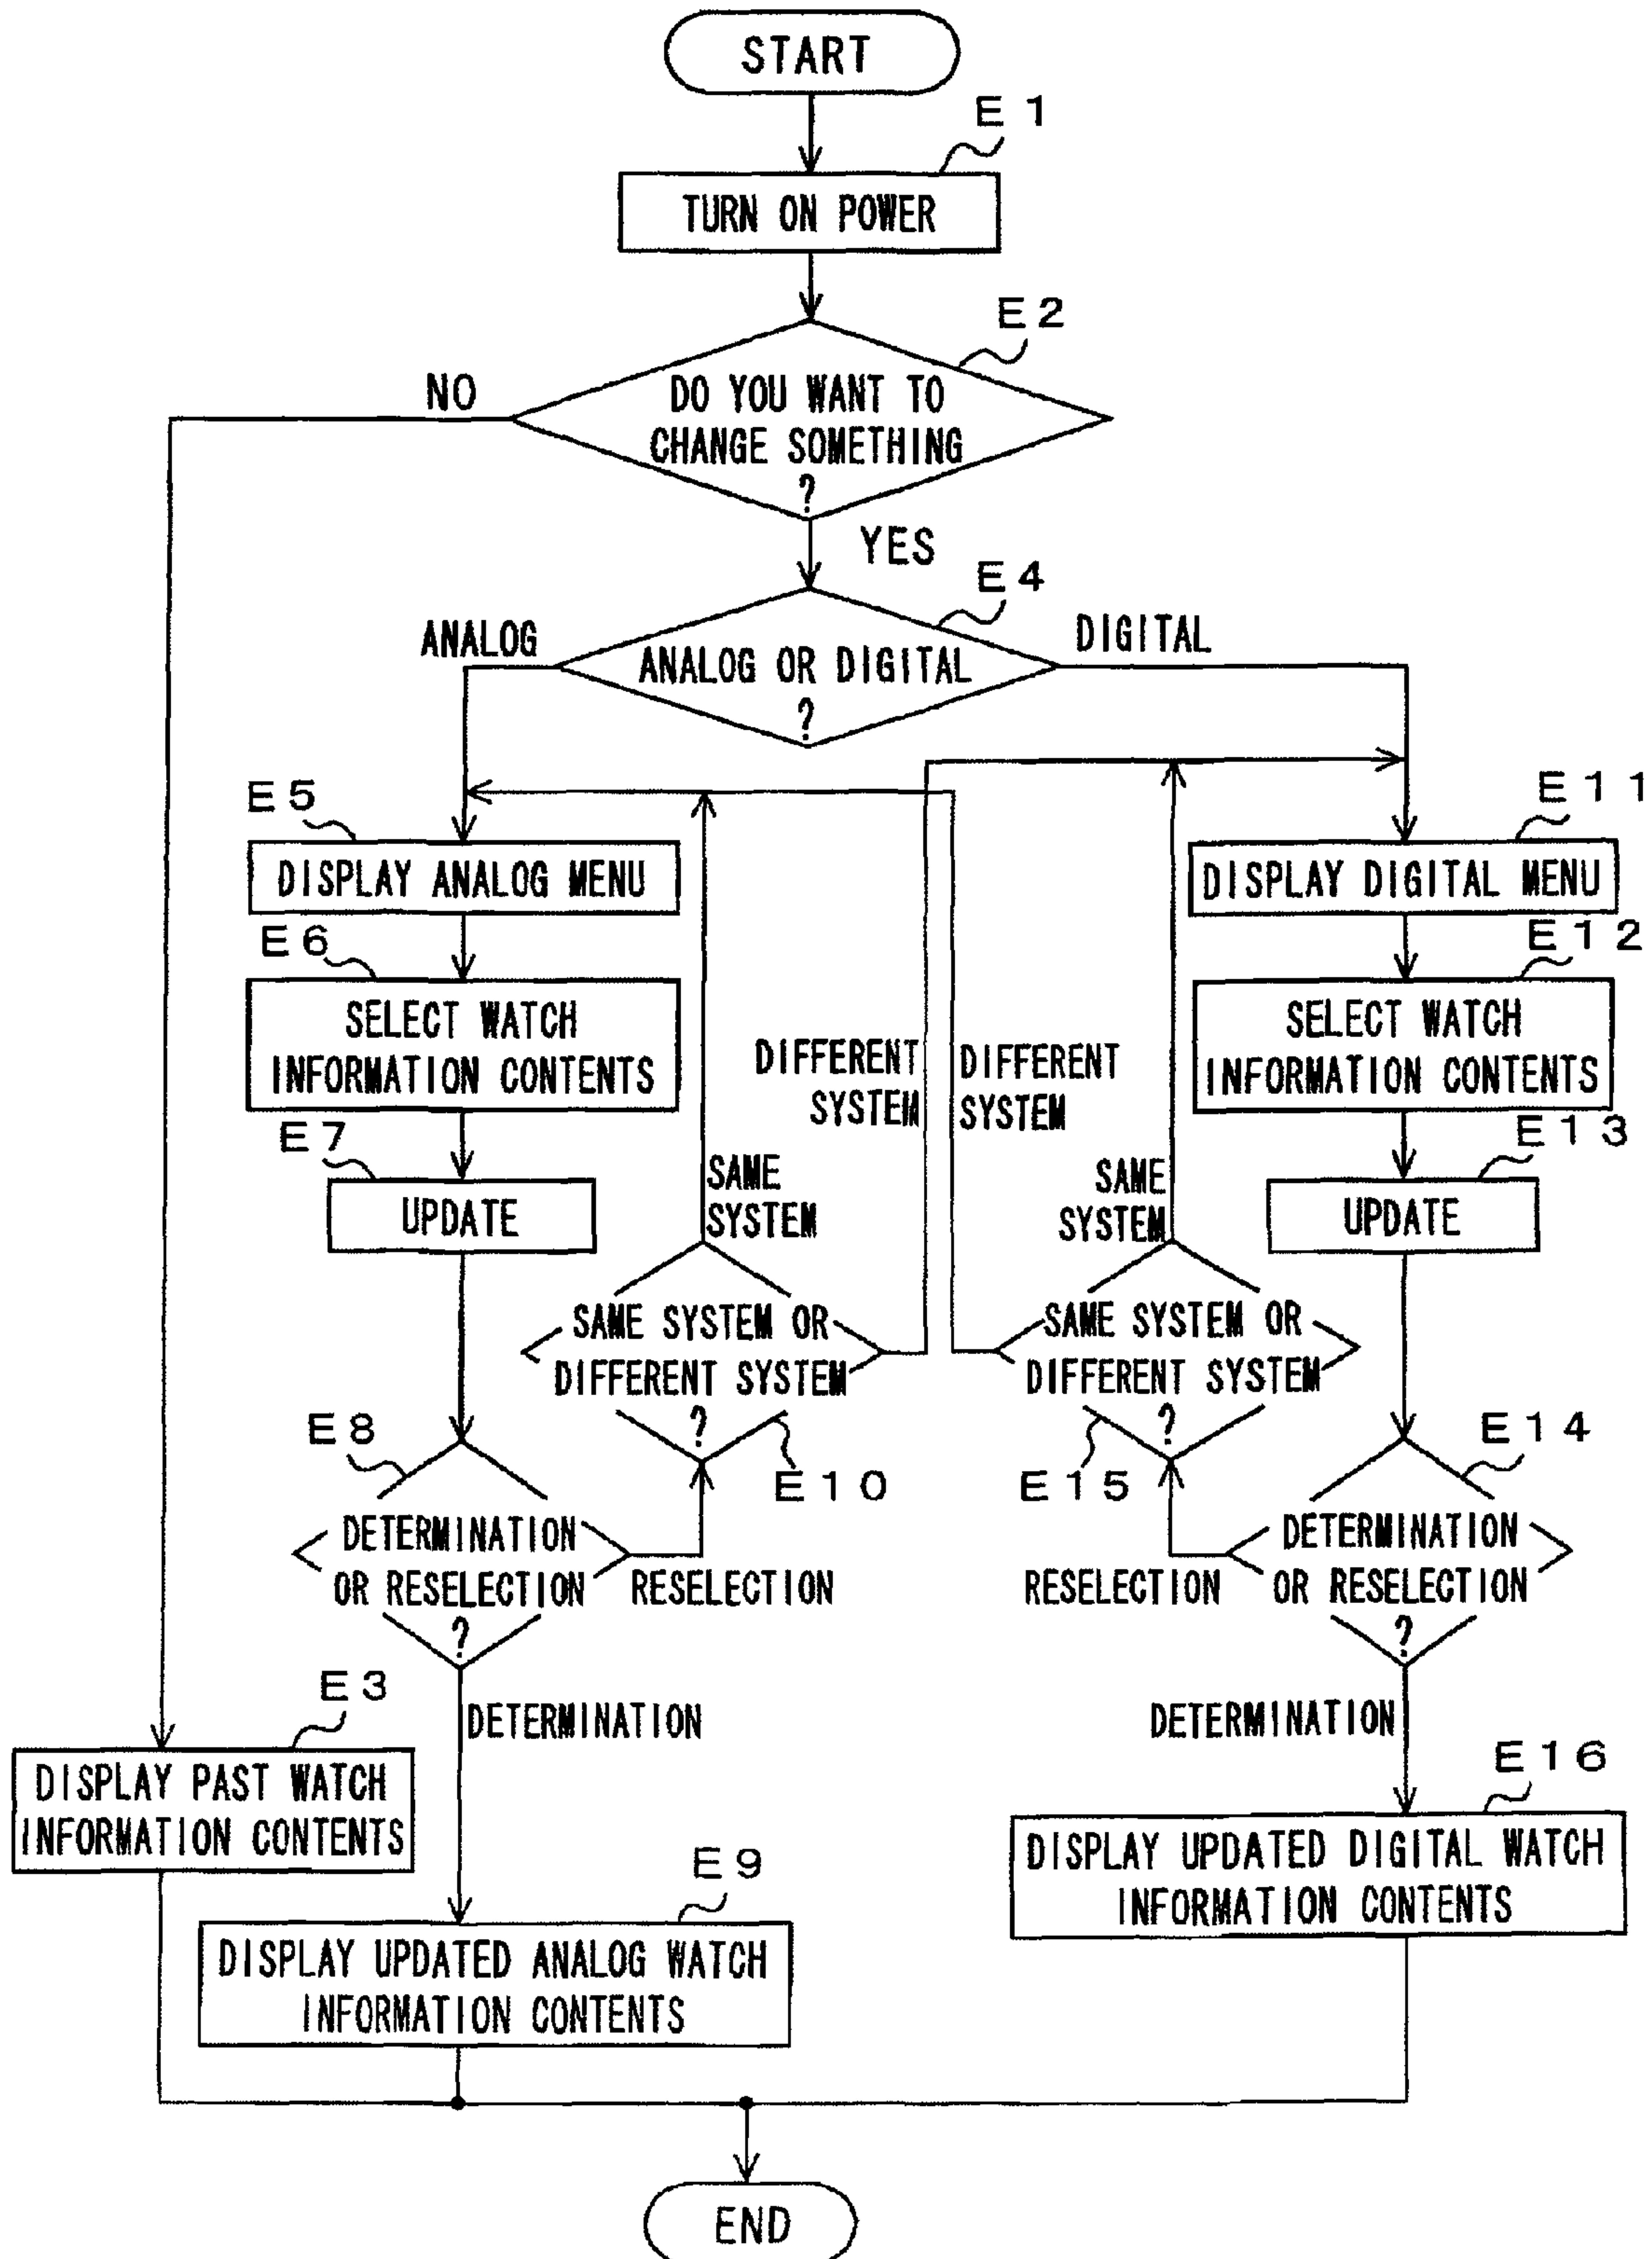 START
E1
TURN ON POWER
E2
NO
DO YOU WANT TO
CHANGE SOMETHING
?
YES
E4
ANALOG
DIGITAL
ANALOG OR DIGITAL
?
E5
E11
DISPLAY ANALOG MENU
DISPLAY DIGITAL MENU
E6
E12
SELECT WATCH
INFORMATION CONTENTS
SELECT WATCH
INFORMATION CONTENTS
DIFFERENT
SYSTEM
DIFFERENT
SYSTEM
E7
E13
UPDATE
UPDATE
SAME
SYSTEM
SAME
SYSTEM
SAME SYSTEM OR
DIFFERENT SYSTEM
?
SAME SYSTEM OR
DIFFERENT SYSTEM
?
E8
E10
E15
E14
DETERMINATION
OR RESELECTION
?
RESELECTION
RESELECTION
DETERMINATION
OR RESELECTION
?
E3
DETERMINATION
DETERMINATION
E16
DISPLAY PAST WATCH
INFORMATION CONTENTS
DISPLAY UPDATED DIGITAL WATCH
INFORMATION CONTENTS
E9
DISPLAY UPDATED ANALOG WATCH
INFORMATION CONTENTS
END